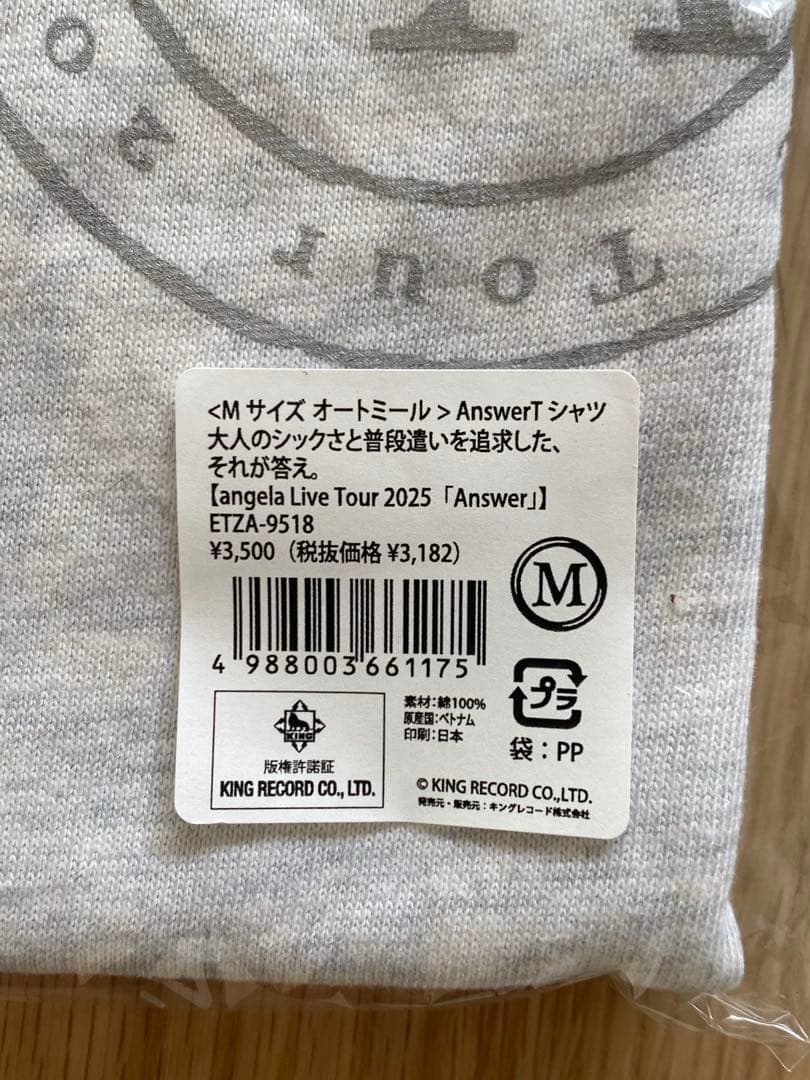 Tour
<M サイズ オートミール > AnswerT シャツ
大人のシックさと普段遣いを追求した、
それが答え。
【angela Live Tour 2025「Answer」】
ETZA-9518
¥3,500（税抜価格 ¥3,182）
M
4 988003 661175
プラ
袋：PP
KING
版権許諾証
KING RECORD CO., LTD.
素材：綿100%
原産国：ベトナム
印刷：日本
© KING RECORD CO.,LTD.
発売元・販売元：キングレコード株式会社